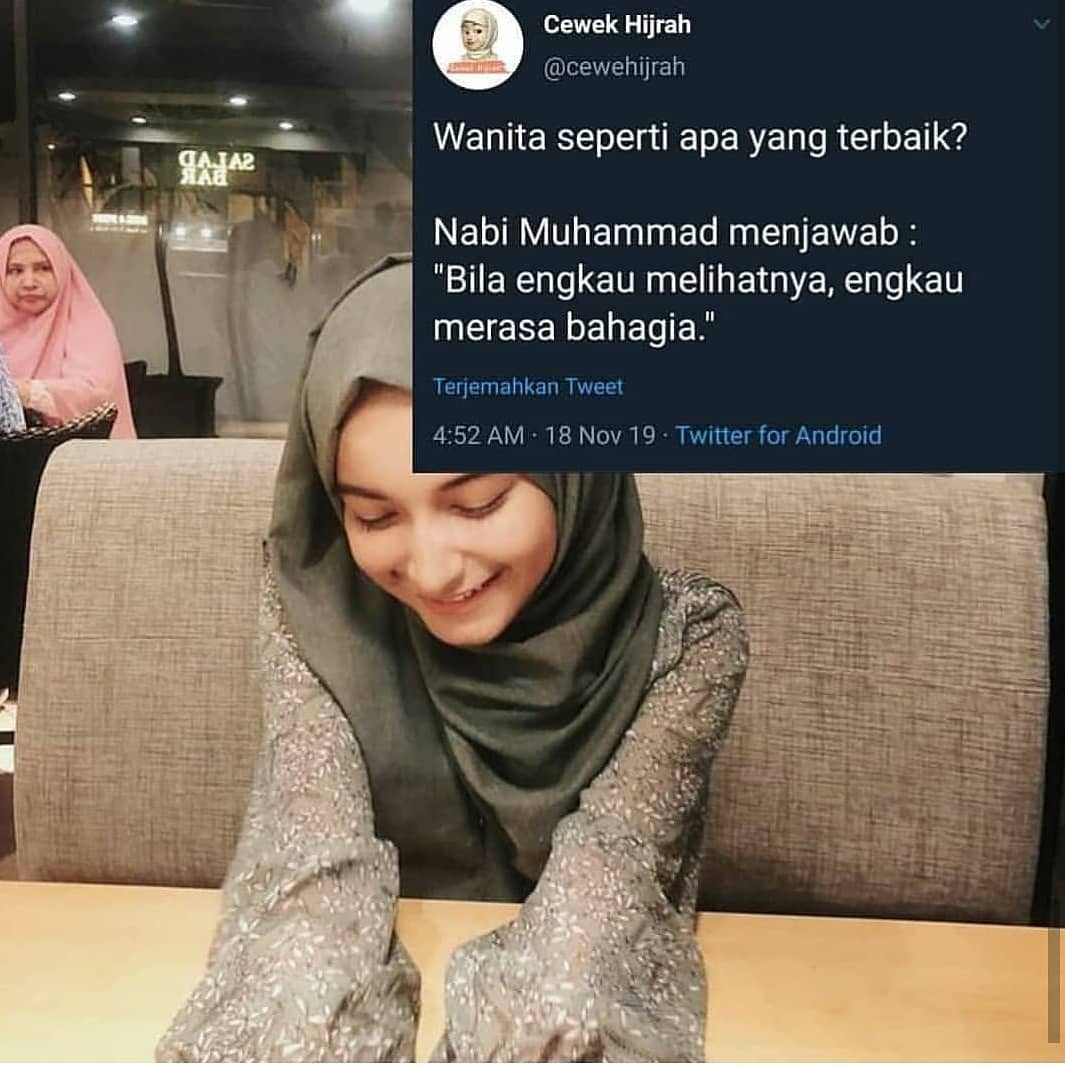 Cewek Hijrah
@cewehijrah
Wanita seperti apa yang terbaik?
Nabi Muhammad menjawab :
"Bila engkau melihatnya, engkau
merasa bahagia."
Terjemahkan Tweet
4:52 AM · 18 Nov 19 · Twitter for Android
SALAD
BAR